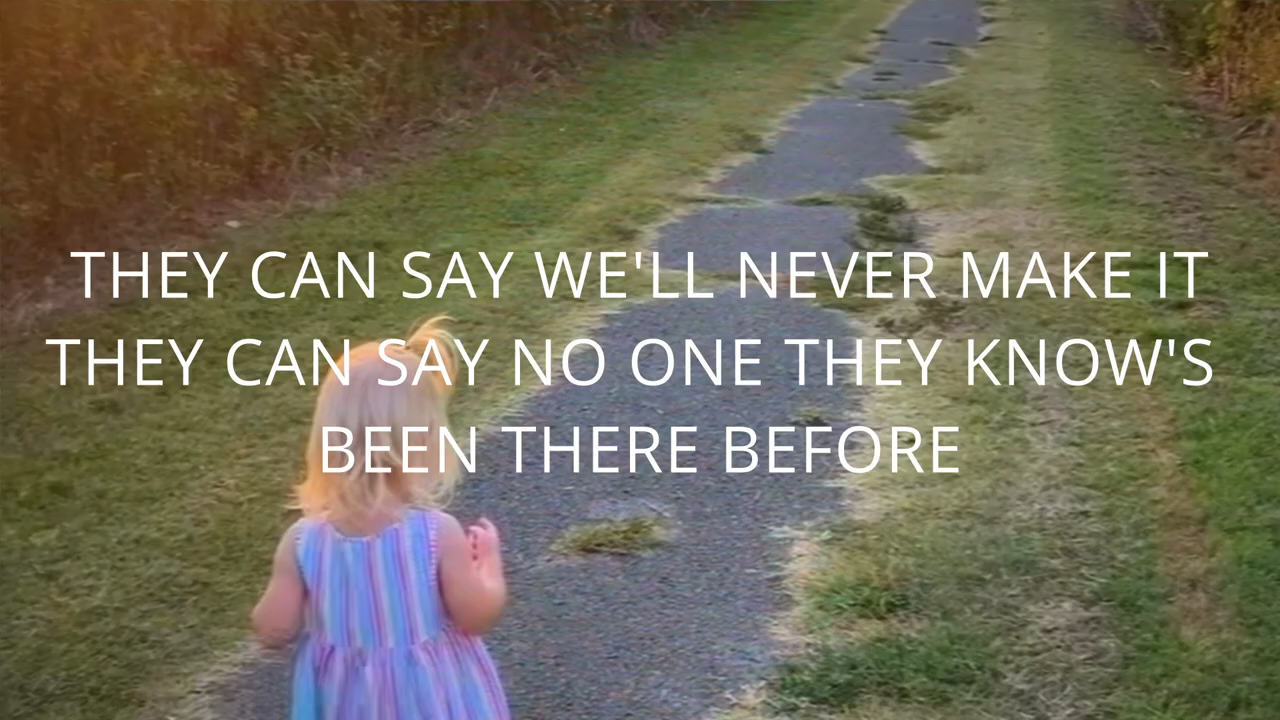 THEY CAN SAY WE'LL NEVER MAKE IT
THEY CAN SAY NO ONE THEY KNOW'S
BEEN THERE BEFORE